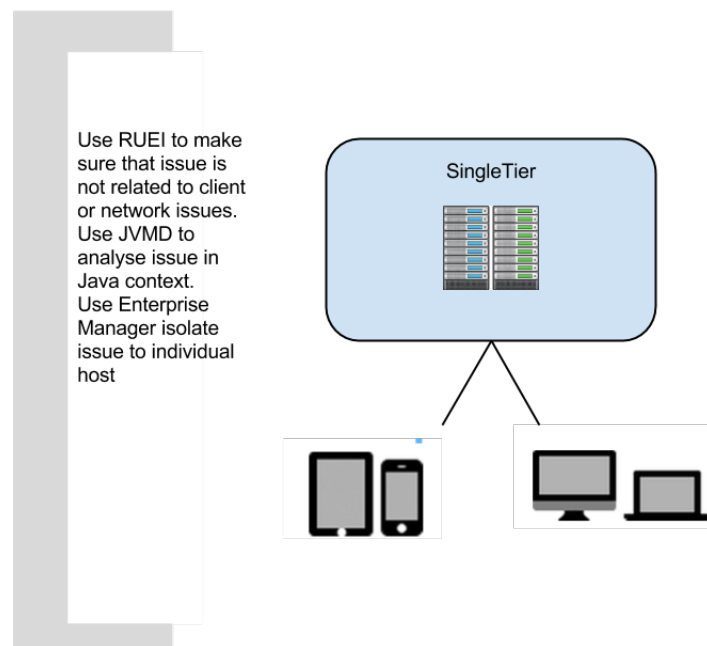 Use RUEI to make
sure that issue is
not related to client
or network issues.
Use JVMD to
analyse issue in
Java context.
Use Enterprise
Manager isolate
issue to individual
host
SingleTier